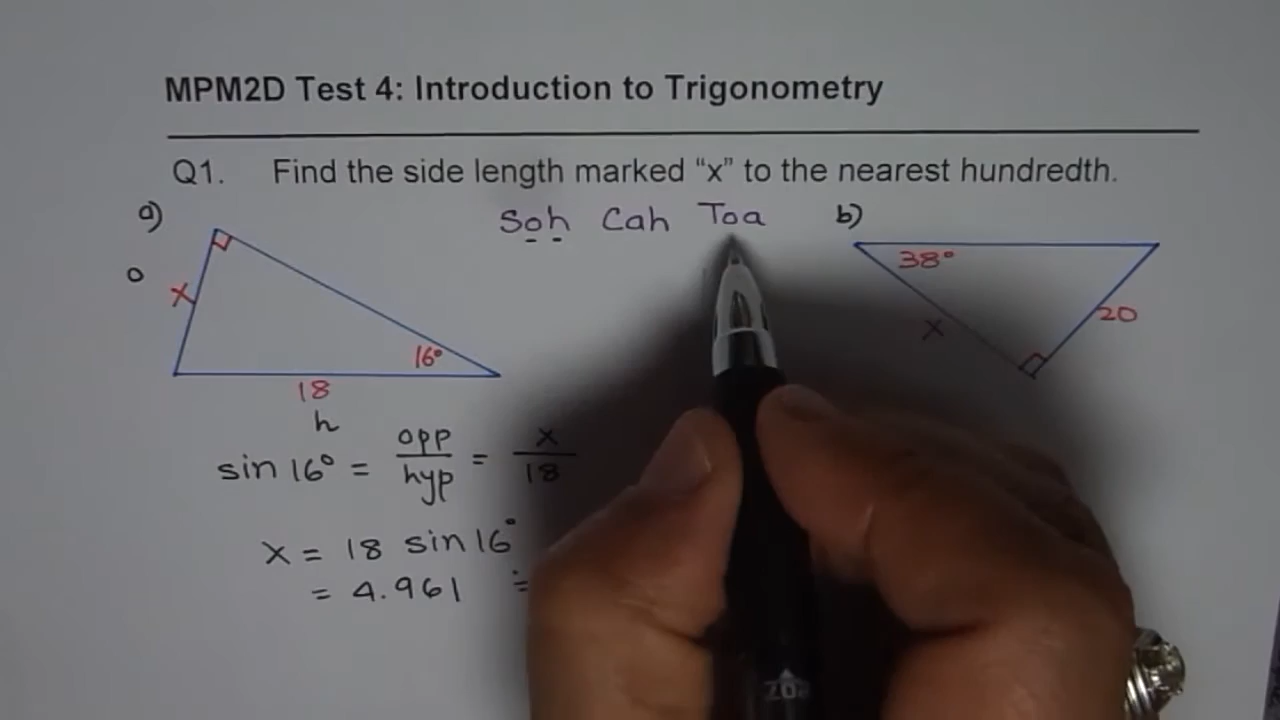 MPM2D Test 4: Introduction to Trigonometry
Q1. Find the side length marked “x” to the nearest hundredth.
a)
Soh Cah Toa
b)
o
x
16°
18
h
38°
x
20
sin 16° = opp/hyp = x/18
x = 18 sin 16°
= 4.961 ≐